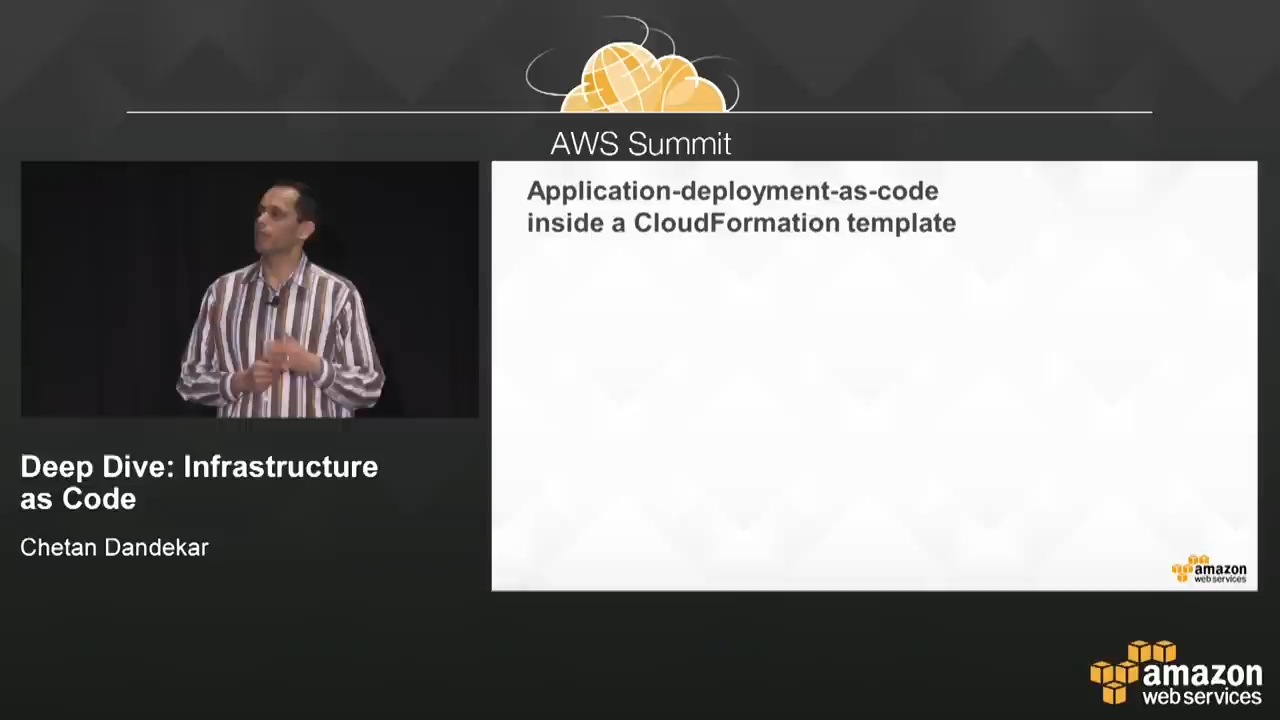 AWS Summit
Application-deployment-as-code
inside a CloudFormation template
Deep Dive: Infrastructure
as Code
Chetan Dandekar
amazon
web services
amazon
web services